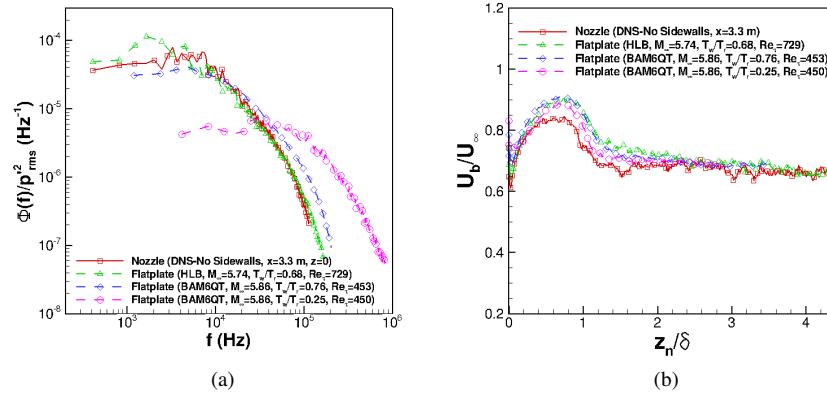 10⁻⁴
10⁻⁵
10⁻⁶
10⁻⁷
10⁻⁸
Φ(f)/p'²rms (Hz⁻¹)
Nozzle (DNS-No Sidewalls, x=3.3 m, z=0)
Flatplate (HLB, M∞=5.74, Tw/Tr=0.68, Reτ=729)
Flatplate (BAM6QT, M∞=5.86, Tw/Tr=0.76, Reτ=453)
Flatplate (BAM6QT, M∞=5.86, Tw/Tr=0.25, Reτ=450)
10³ 10⁴ 10⁵ 10⁶
f (Hz)
(a)
1.2
1
0.8
0.6
0.4
0.2
Ub/U∞
Nozzle (DNS-No Sidewalls, x=3.3 m)
Flatplate (HLB, M∞=5.74, Tw/Tr=0.68, Reτ=729)
Flatplate (BAM6QT, M∞=5.86, Tw/Tr=0.76, Reτ=453)
Flatplate (BAM6QT, M∞=5.86, Tw/Tr=0.25, Reτ=450)
0 1 2 3 4
zn/δ
(b)